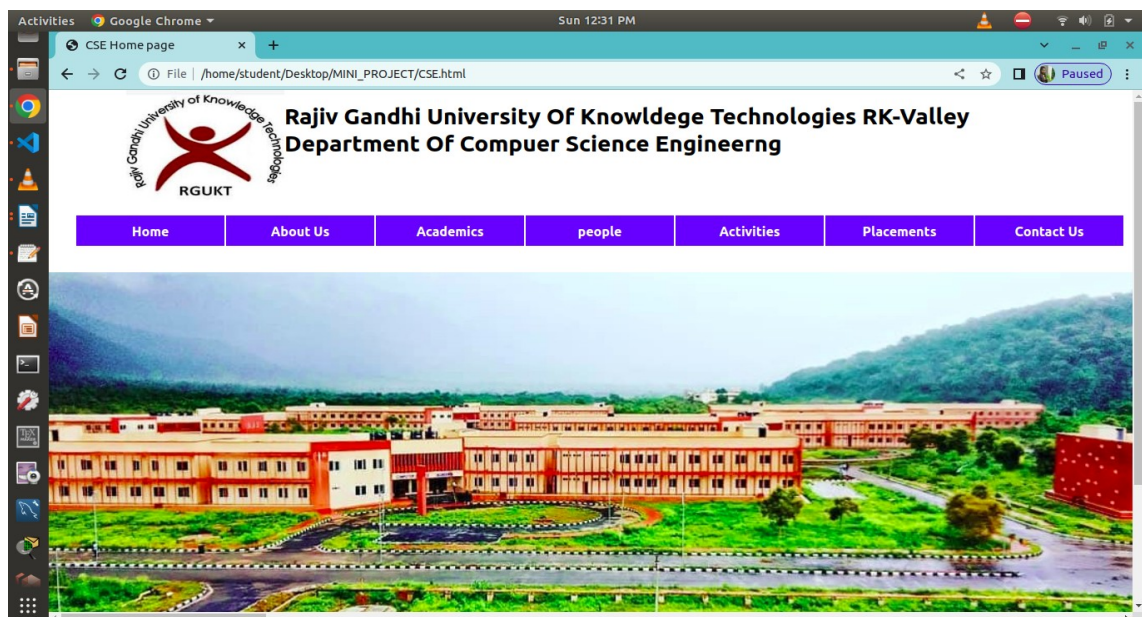 Activities Google Chrome Sun 12:31 PM
CSE Home page
File /home/student/Desktop/MINI_PROJECT/CSE.html Paused
Rajiv Gandhi University of Knowledge Technologies
RGUKT
Rajiv Gandhi University Of Knowldege Technologies RK-Valley
Department Of Compuer Science Engineerng
Home About Us Academics people Activities Placements Contact Us